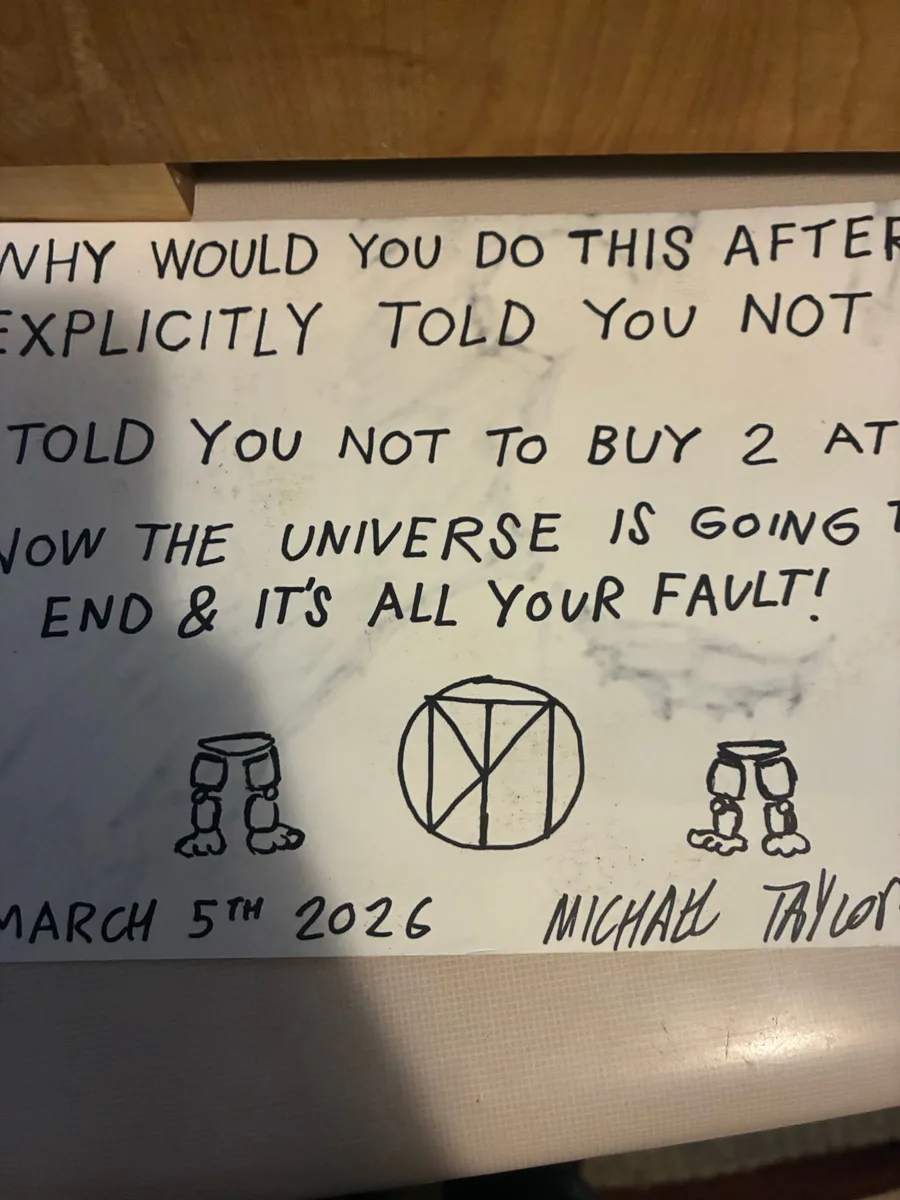 WHY WOULD YOU DO THIS AFTER
EXPLICITLY TOLD YOU NOT
TOLD YOU NOT TO BUY 2 AT
NOW THE UNIVERSE IS GOING T
END & IT'S ALL YOUR FAULT!
MARCH 5TH 2026 MICHAEL TAYLOR